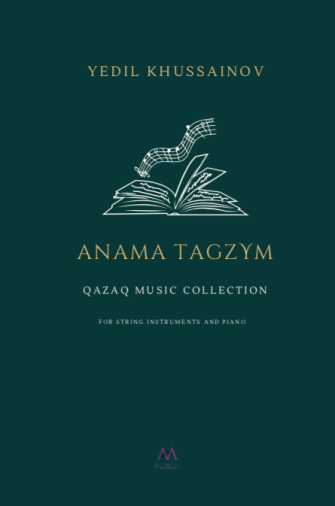 YEDIL KHUSSAINOV
ANAMA TAGZYM
QAZAQ MUSIC COLLECTION
FOR STRING INSTRUMENTS AND PIANO